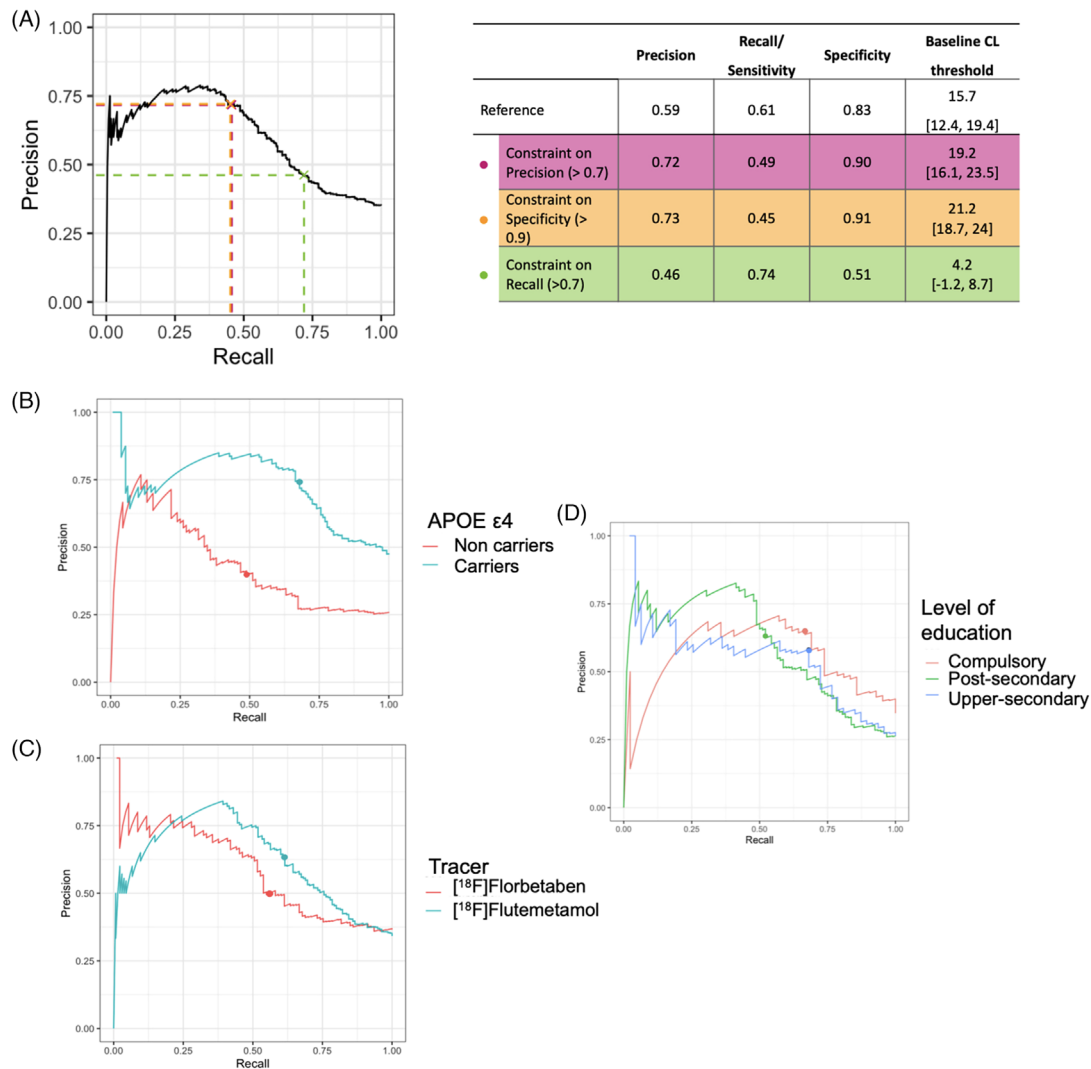 (A)
1.00
0.75
0.50
0.25
0.00
Precision
0.00 0.25 0.50 0.75 1.00
Recall
Precision Recall/ Sensitivity Specificity Baseline CL threshold
Reference 0.59 0.61 0.83 15.7 [12.4, 19.4]
Constraint on Precision (> 0.7) 0.72 0.49 0.90 19.2 [16.1, 23.5]
Constraint on Specificity (> 0.9) 0.73 0.45 0.91 21.2 [18.7, 24]
Constraint on Recall (>0.7) 0.46 0.74 0.51 4.2 [-1.2, 8.7]
(B)
1.00
0.75
0.50
0.25
0.00
Precision
0.00 0.25 0.50 0.75 1.00
Recall
APOE ε4
Non carriers
Carriers
(C)
1.00
0.75
0.50
0.25
0.00
Precision
0.00 0.25 0.50 0.75 1.00
Recall
Tracer
[¹⁸F]Florbetaben
[¹⁸F]Flutemetamol
(D)
1.00
0.75
0.50
0.25
0.00
Precision
0.00 0.25 0.50 0.75 1.00
Recall
Level of
education
Compulsory
Post-secondary
Upper-secondary